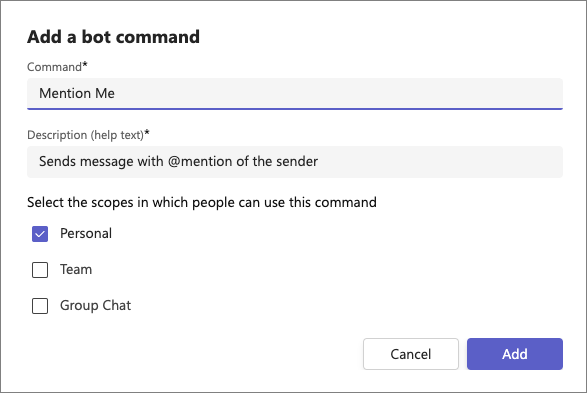 Add a bot command
Command*
Mention Me
Description (help text)*
Sends message with @mention of the sender
Select the scopes in which people can use this command
Personal
Team
Group Chat
Cancel
Add